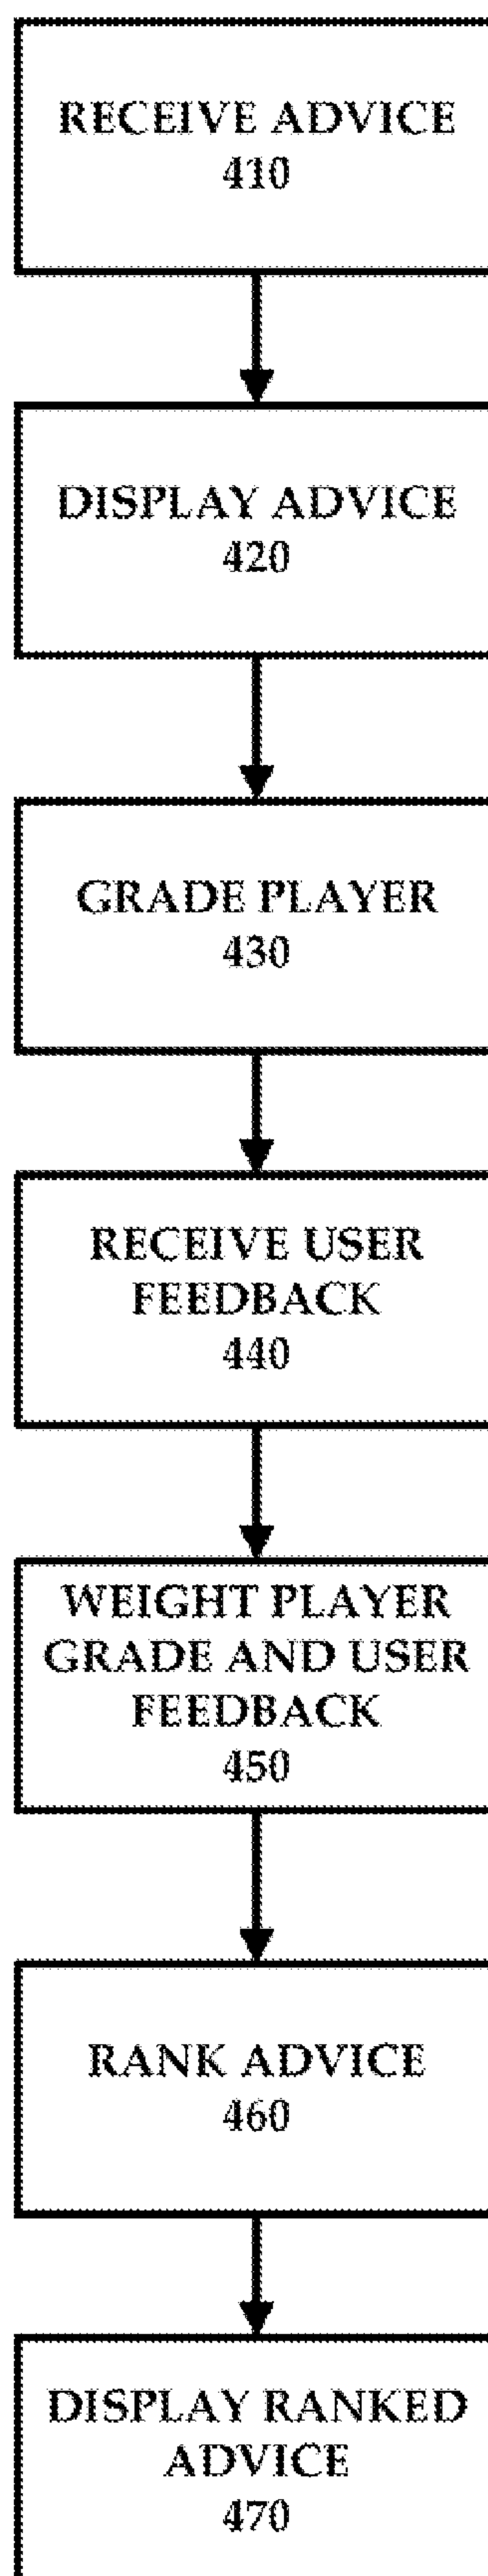 RECEIVE ADVICE
410
DISPLAY ADVICE
420
GRADE PLAYER
430
RECEIVE USER
FEEDBACK
440
WEIGHT PLAYER
GRADE AND USER
FEEDBACK
450
RANK ADVICE
460
DISPLAY RANKED
ADVICE
470